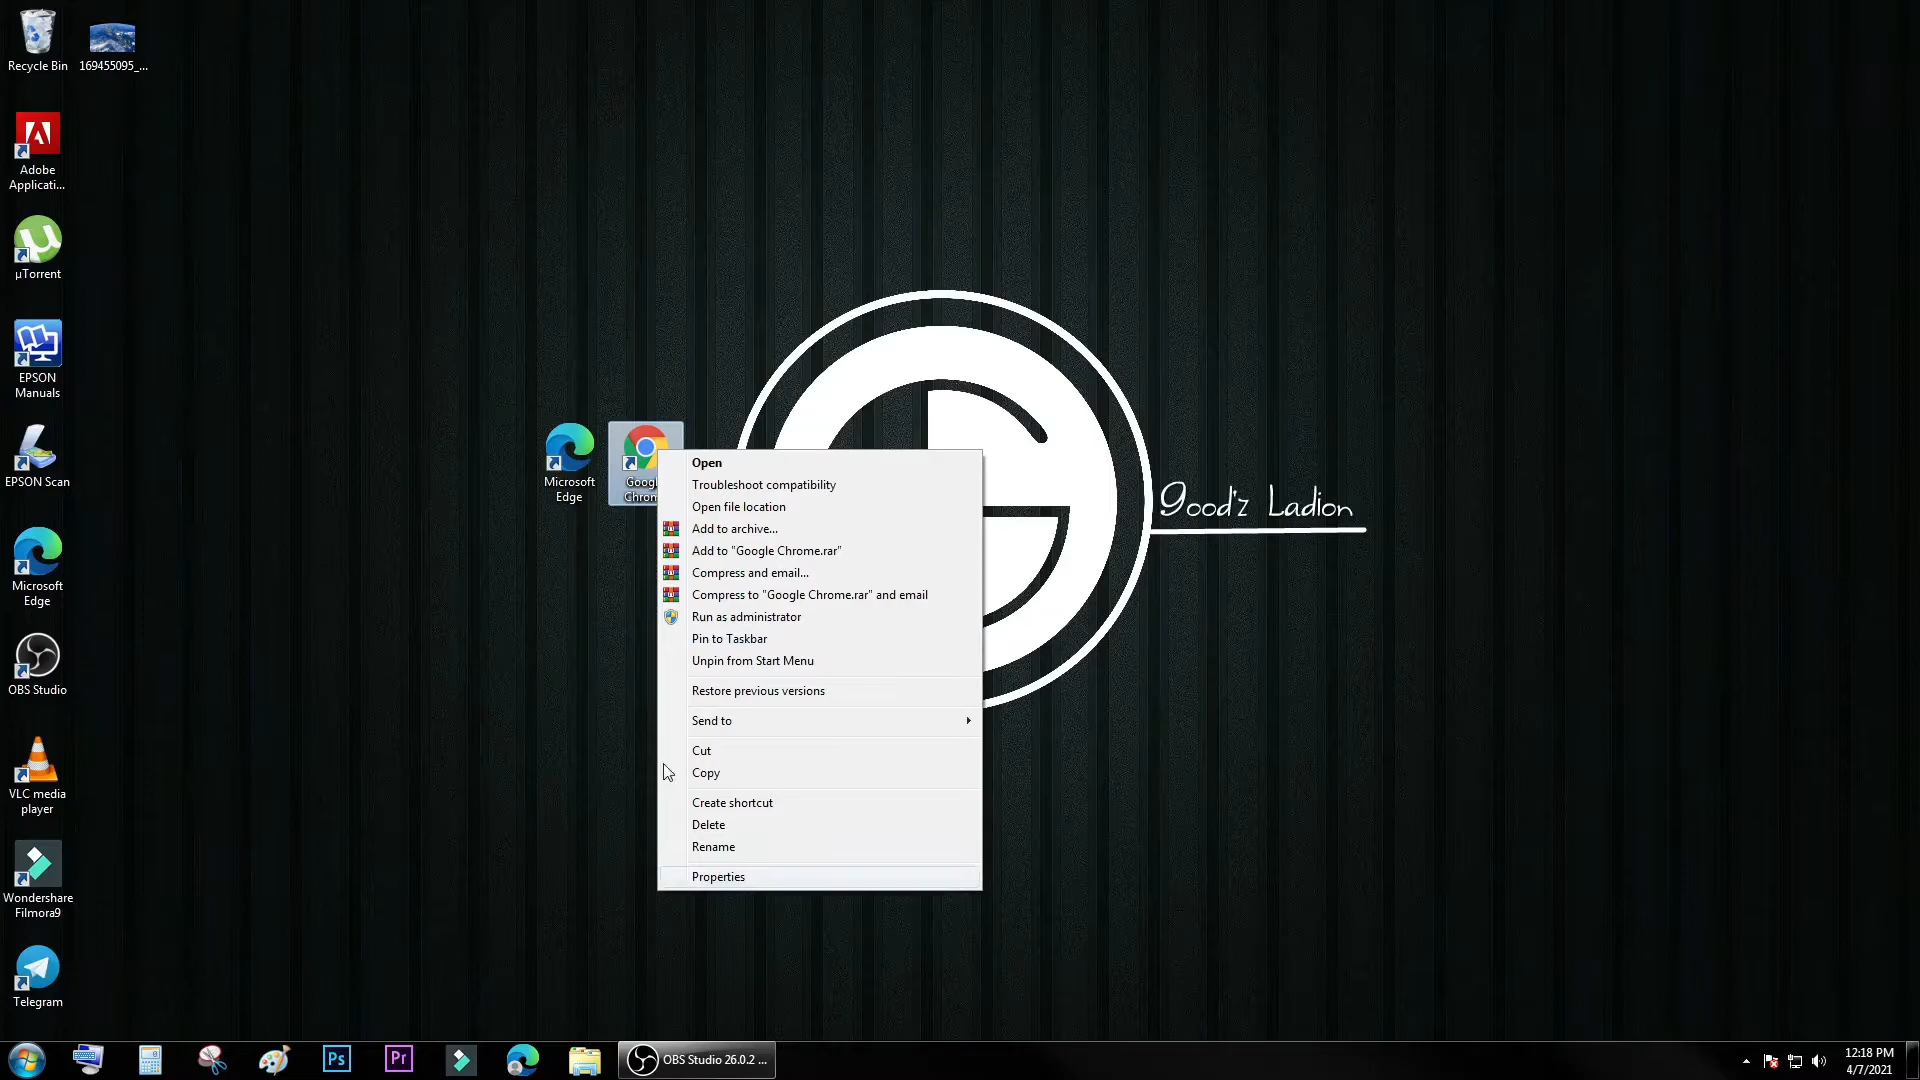 Recycle Bin
169455095_...
Adobe
Applicati...
µTorrent
EPSON
Manuals
EPSON Scan
Microsoft
Edge
OBS Studio
VLC media
player
Wondershare
Filmora9
Telegram
Microsoft
Edge
Open
Troubleshoot compatibility
Open file location
Add to archive...
Add to "Google Chrome.rar"
Compress and email...
Compress to "Google Chrome.rar" and email
Run as administrator
Pin to Taskbar
Unpin from Start Menu
Restore previous versions
Send to
Cut
Copy
Create shortcut
Delete
Rename
Properties
Good'z Ladion
Ps
Pr
OBS Studio 26.0.2 ...
12:18 PM
4/7/2021